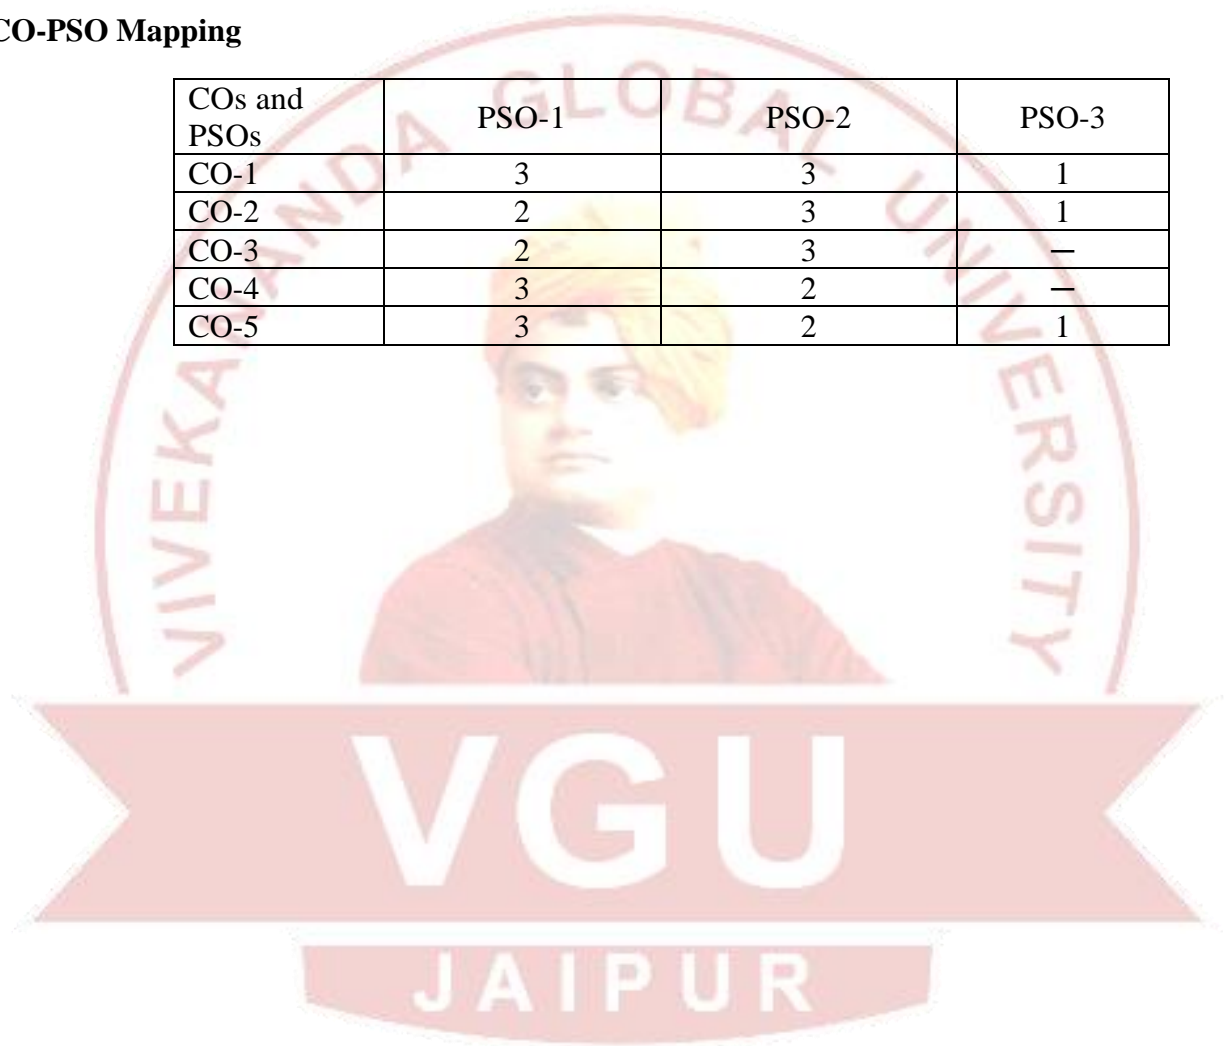 CO-PSO Mapping
COs and PSOs PSO-1 PSO-2 PSO-3
CO-1 3 3 1
CO-2 2 3 1
CO-3 2 3 —
CO-4 3 2 —
CO-5 3 2 1
VIVEKANANDA GLOBAL UNIVERSITY
VGU
JAIPUR